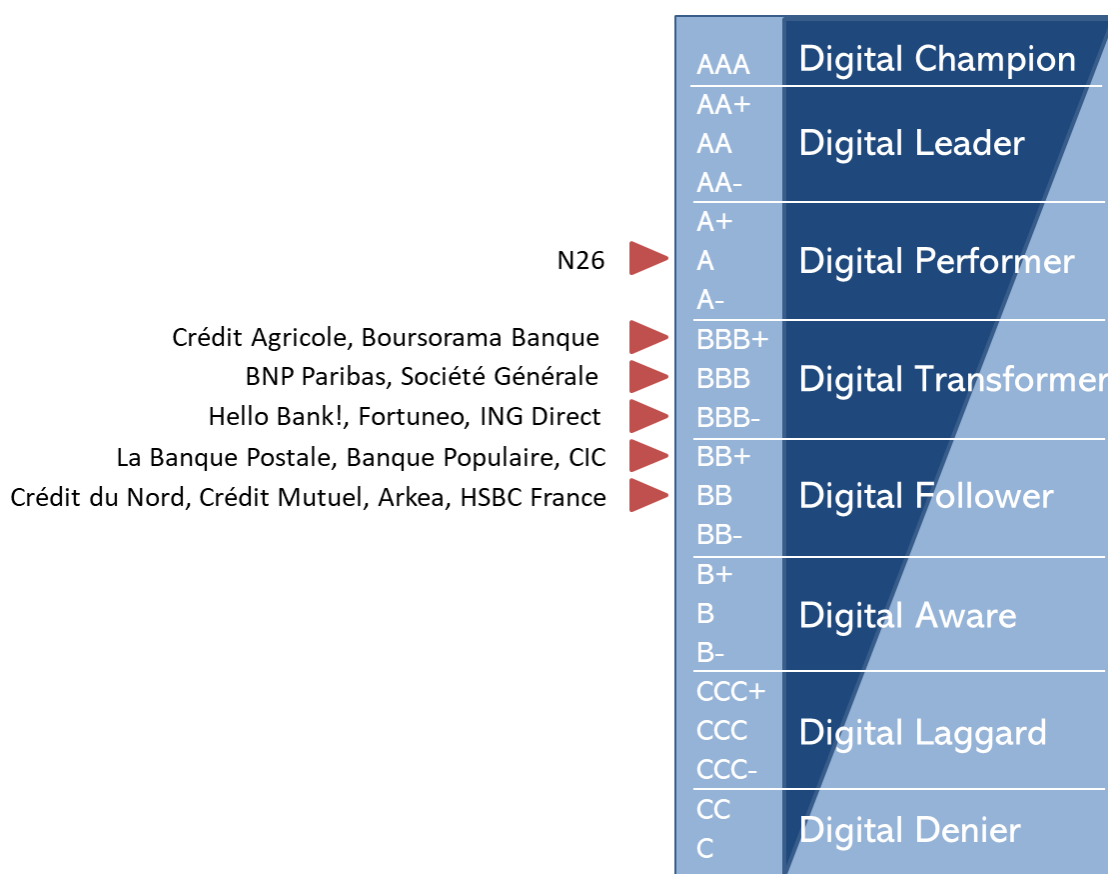 AAA Digital Champion
AA+
AA Digital Leader
AA-
A+
N26 A Digital Performer
A-
Crédit Agricole, Boursorama Banque BBB+
BNP Paribas, Société Générale BBB Digital Transformer
Hello Bank!, Fortuneo, ING Direct BBB-
La Banque Postale, Banque Populaire, CIC BB+
Crédit du Nord, Crédit Mutuel, Arkea, HSBC France BB Digital Follower
BB-
B+
B Digital Aware
B-
CCC+
CCC Digital Laggard
CCC-
CC
Digital Denier
C